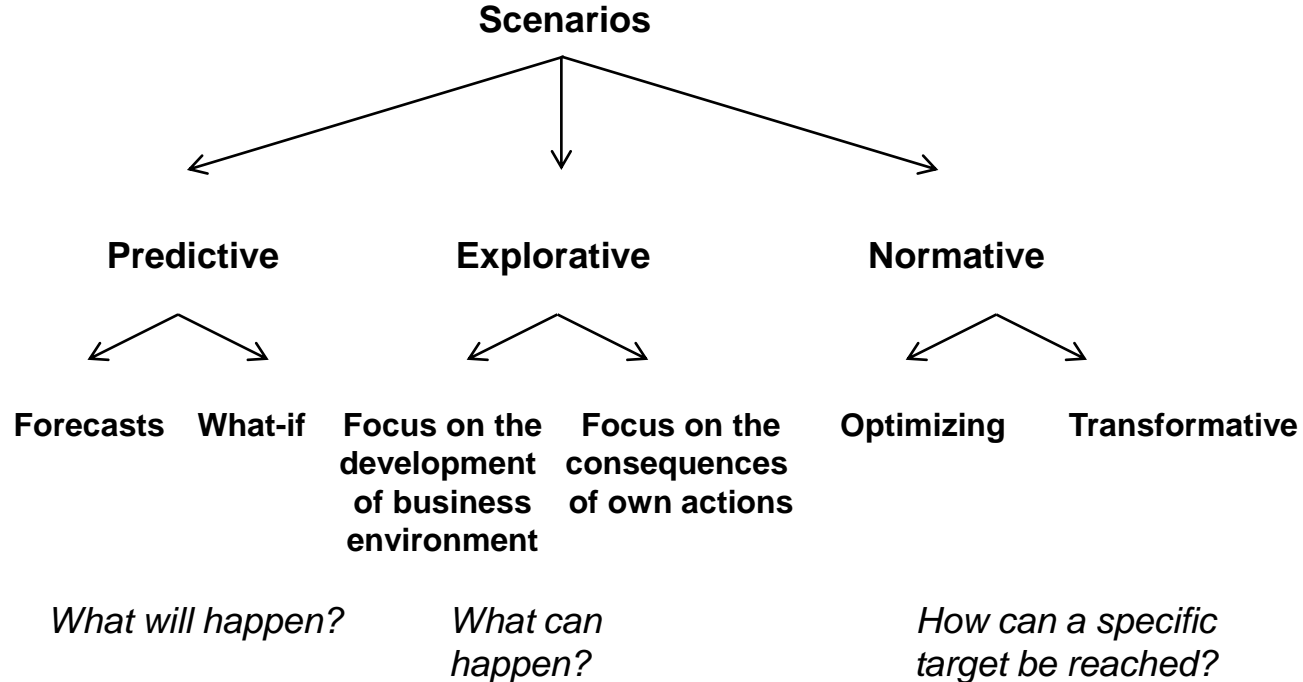 Scenarios
Predictive
Explorative
Normative
Forecasts
What-if
Focus on the
development
of business
environment
Focus on the
consequences
of own actions
Optimizing
Transformative
What will happen?
What can
happen?
How can a specific
target be reached?